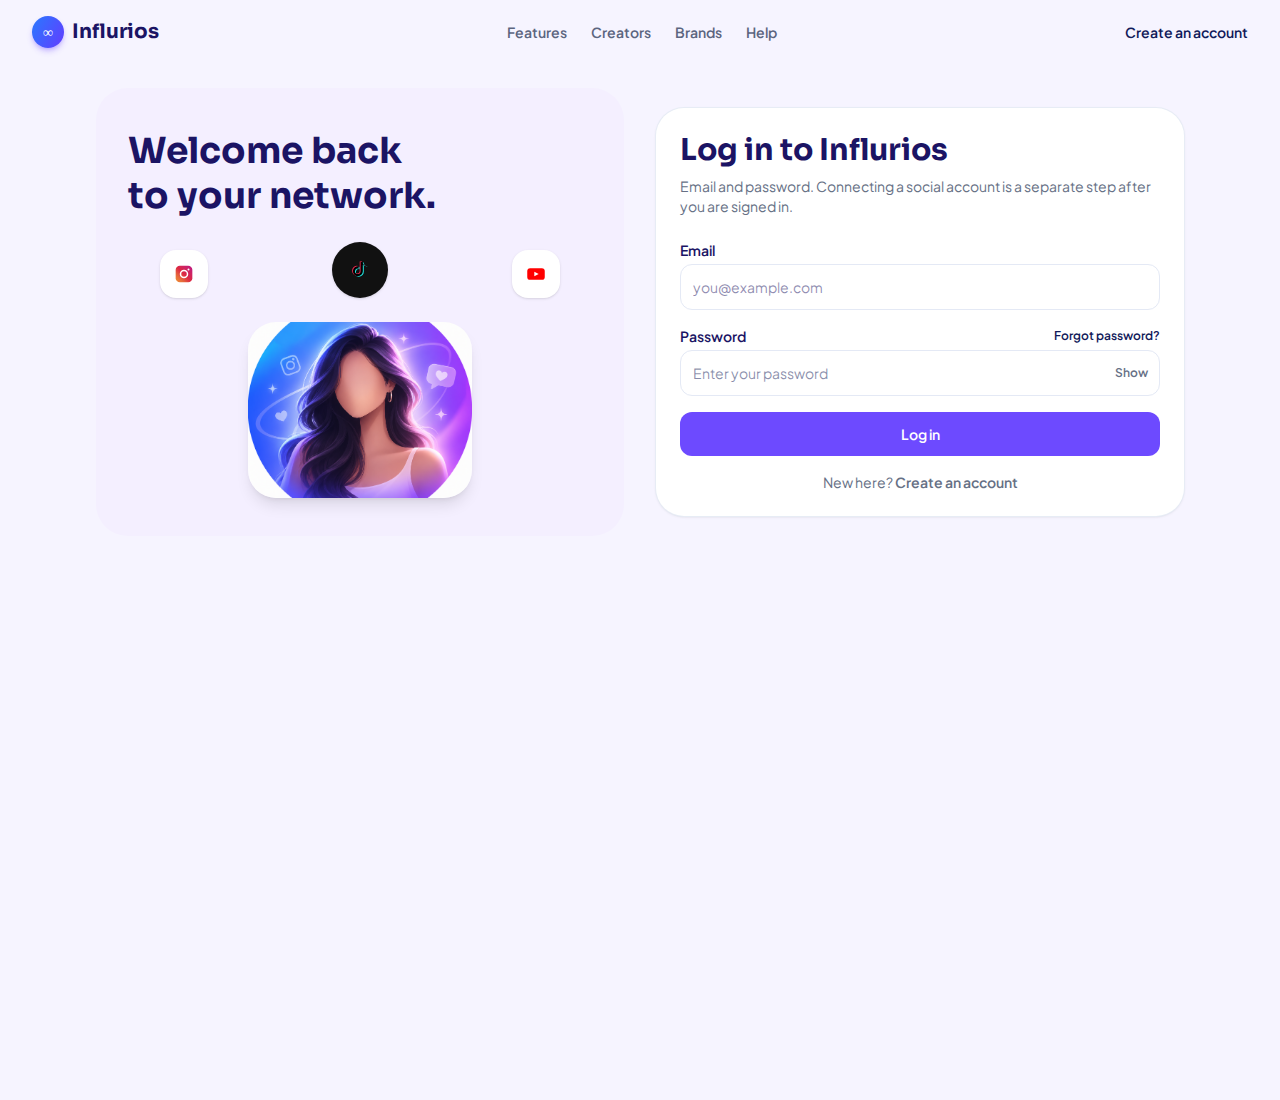 ∞ Influrios
Features
Creators
Brands
Help
Create an account
Welcome back
to your network.
Log in to Influrios
Email and password. Connecting a social account is a separate step after
you are signed in.
Email
you@example.com
Password
Forgot password?
Enter your password
Show
Log in
New here? Create an account